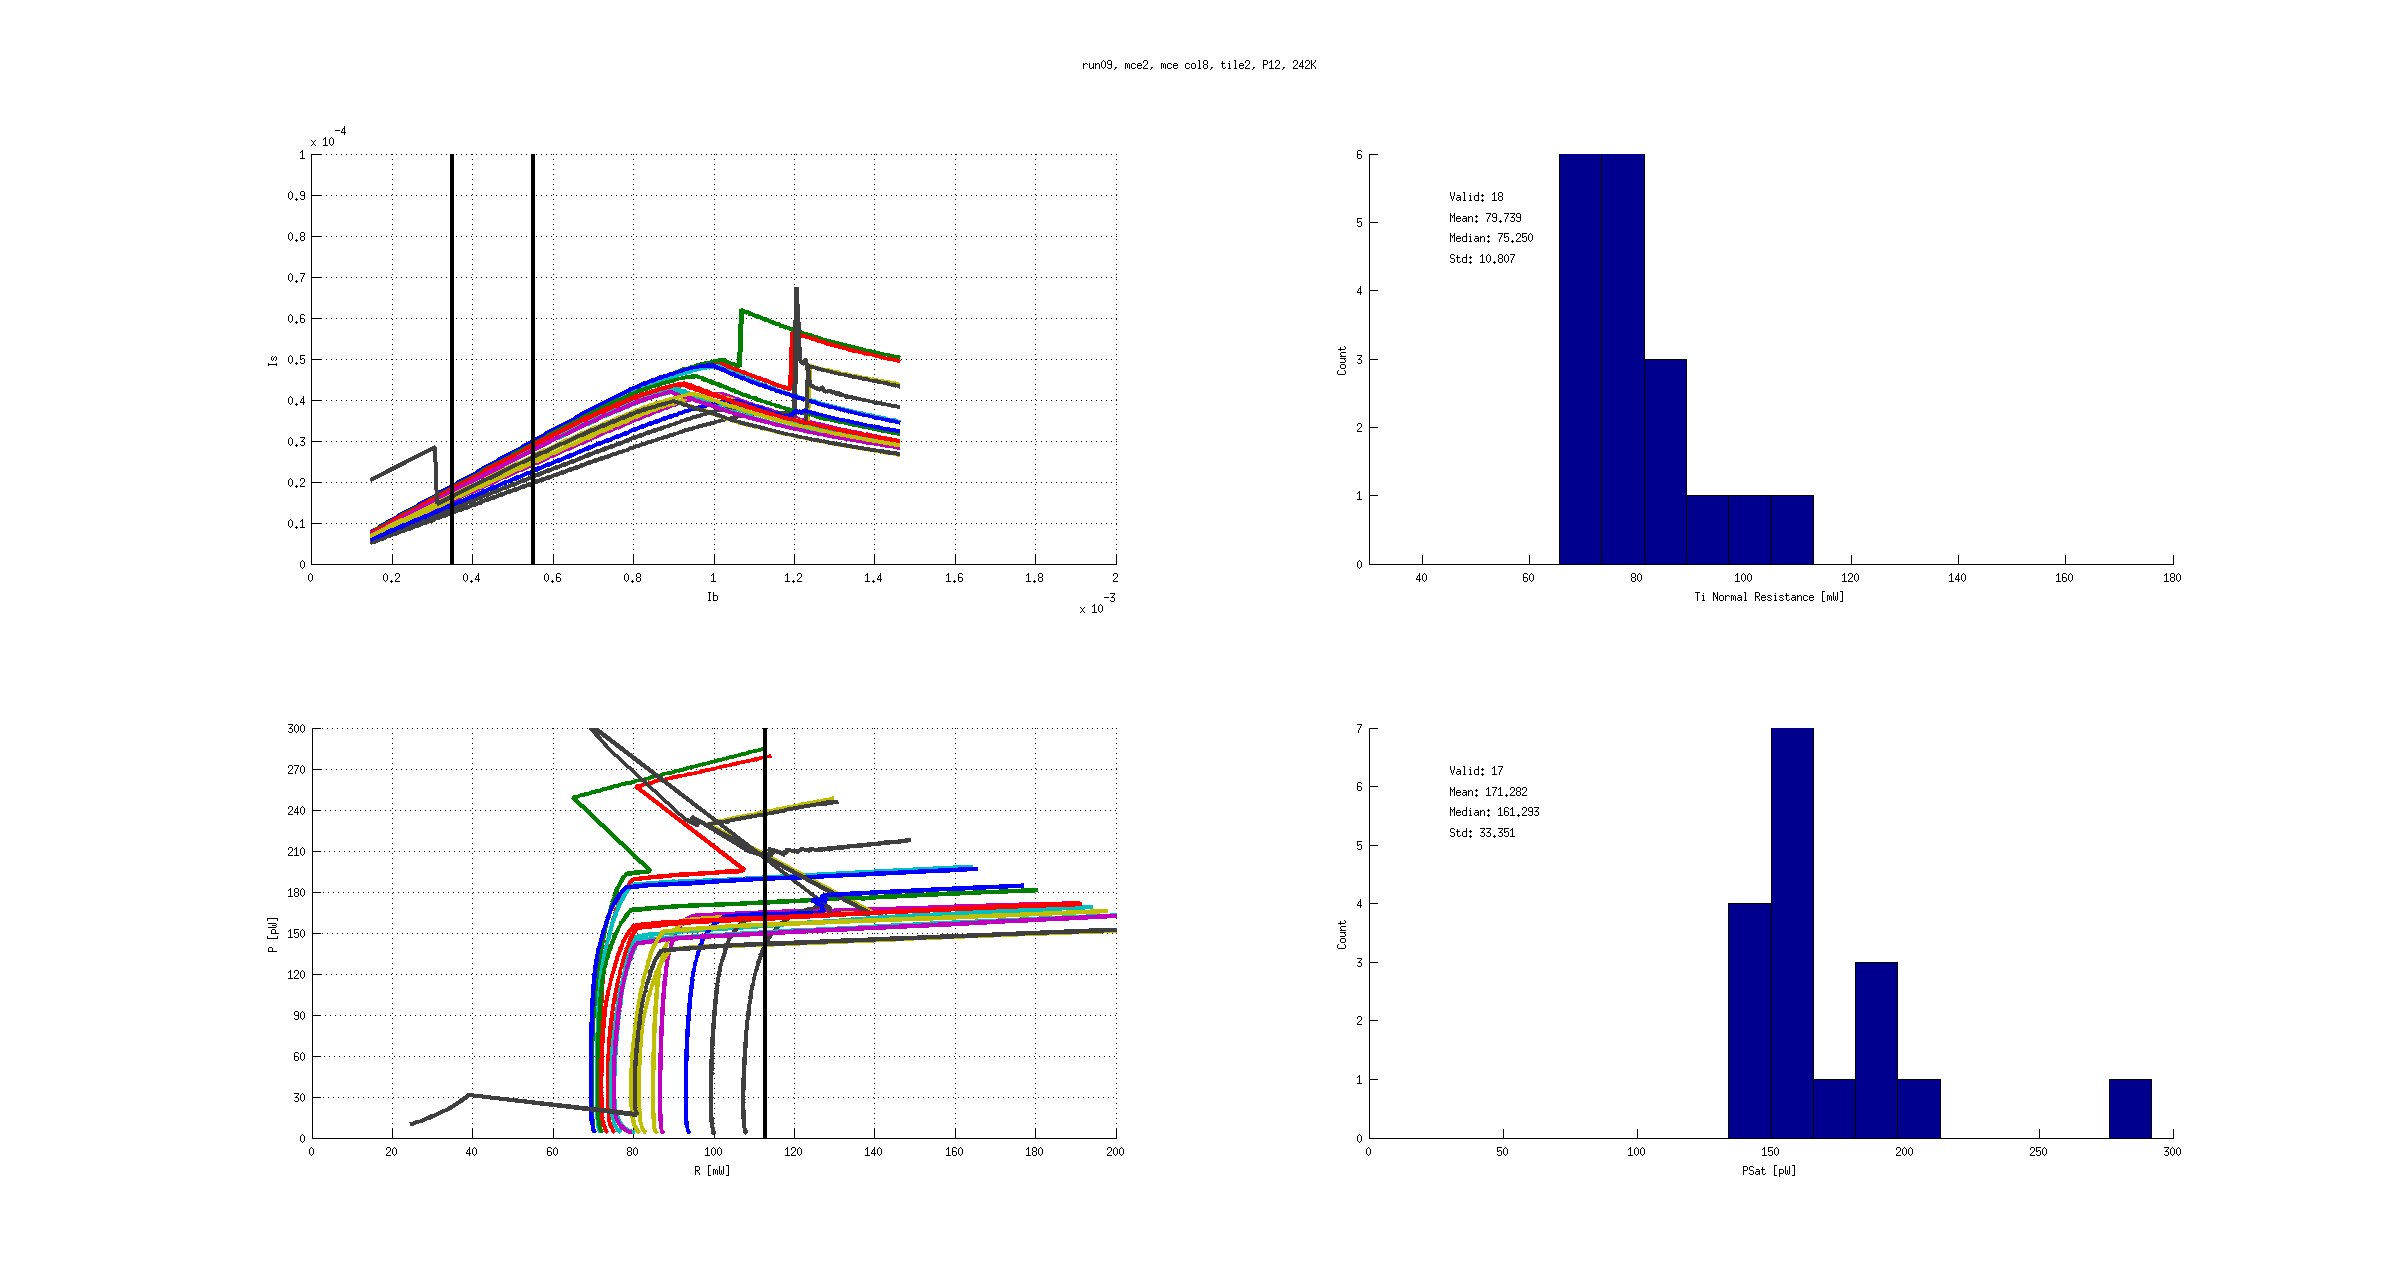 run09, mce2, mce col8, tile2, P12, 242K
x 10^-4
1
0.9
0.8
0.7
0.6
0.5
0.4
0.3
0.2
0.1
0
Is
0 0.2 0.4 0.6 0.8 1 1.2 1.4 1.6 1.8 2
Ib
x 10^-3
6
5
4
3
2
1
0
Count
Valid: 18
Mean: 79.739
Median: 75.250
Std: 10.807
40 60 80 100 120 140 160 180
Ti Normal Resistance [mW]
300
270
240
210
180
150
120
90
60
30
0
P [pW]
0 20 40 60 80 100 120 140 160 180 200
R [mW]
7
6
5
4
3
2
1
0
Count
Valid: 17
Mean: 171.282
Median: 161.293
Std: 33.351
0 50 100 150 200 250 300
PSat [pW]